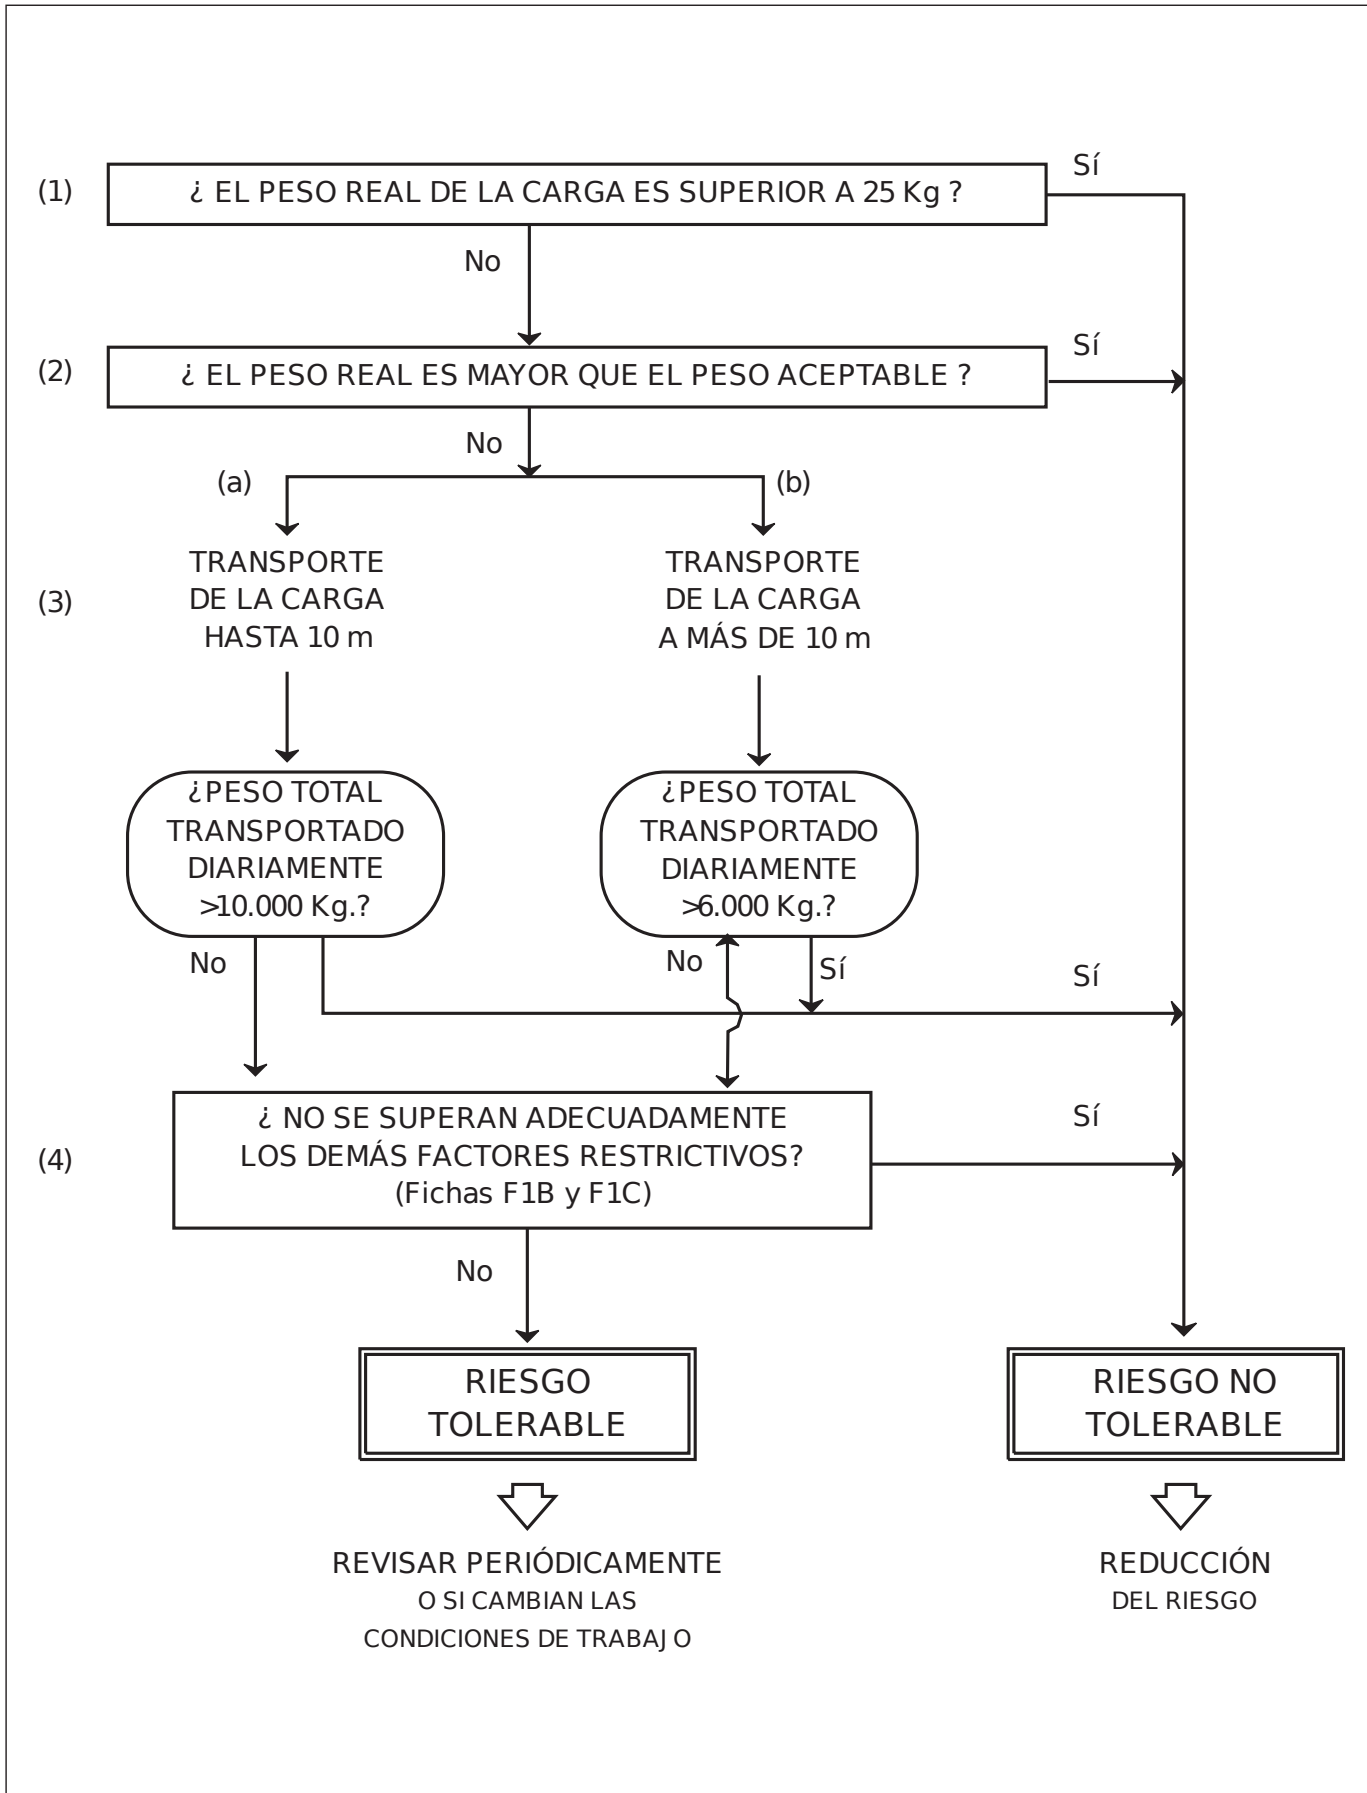 (1)
¿ EL PESO REAL DE LA CARGA ES SUPERIOR A 25 Kg ?
Sí
No
(2)
¿ EL PESO REAL ES MAYOR QUE EL PESO ACEPTABLE ?
Sí
No
(a)
(b)
(3)
TRANSPORTE
DE LA CARGA
HASTA 10 m
TRANSPORTE
DE LA CARGA
A MÁS DE 10 m
¿PESO TOTAL
TRANSPORTADO
DIARIAMENTE
>10.000 Kg.?
¿PESO TOTAL
TRANSPORTADO
DIARIAMENTE
>6.000 Kg.?
No
No
Sí
Sí
(4)
¿ NO SE SUPERAN ADECUADAMENTE
LOS DEMÁS FACTORES RESTRICTIVOS?
(Fichas F1B y F1C)
Sí
No
RIESGO
TOLERABLE
RIESGO NO
TOLERABLE
REVISAR PERIÓDICAMENTE
O SI CAMBIAN LAS
CONDICIONES DE TRABAJO
REDUCCIÓN
DEL RIESGO